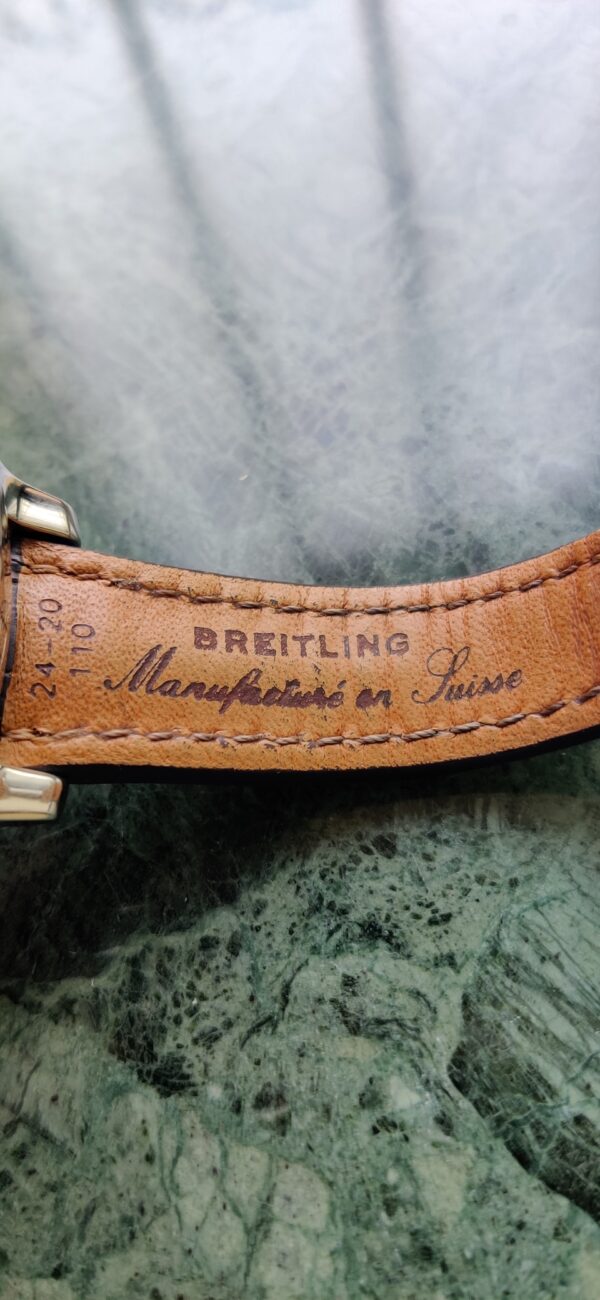 BREITLING
Manufacturé en Suisse
24-20
110